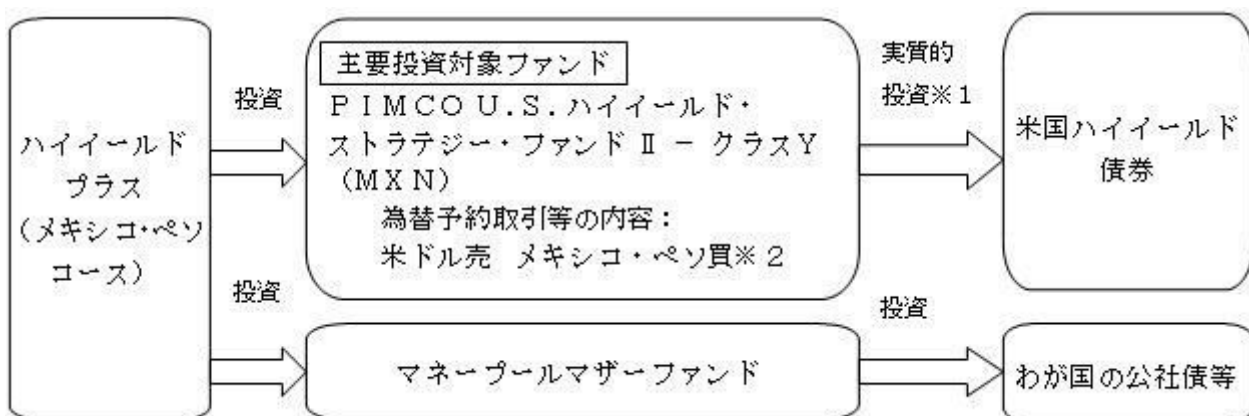 ハイイールド
プラス
(メキシコ・ペソ
コース)
投資
主要投資対象ファンド
ＰＩＭＣＯ Ｕ.Ｓ.ハイイールド・
ストラテジー・ファンド Ⅱ － クラスＹ
(ＭＸＮ)
為替予約取引等の内容：
米ドル売 メキシコ・ペソ買※２
実質的
投資※１
米国ハイイールド
債券
投資
マネープールマザーファンド
投資
わが国の公社債等